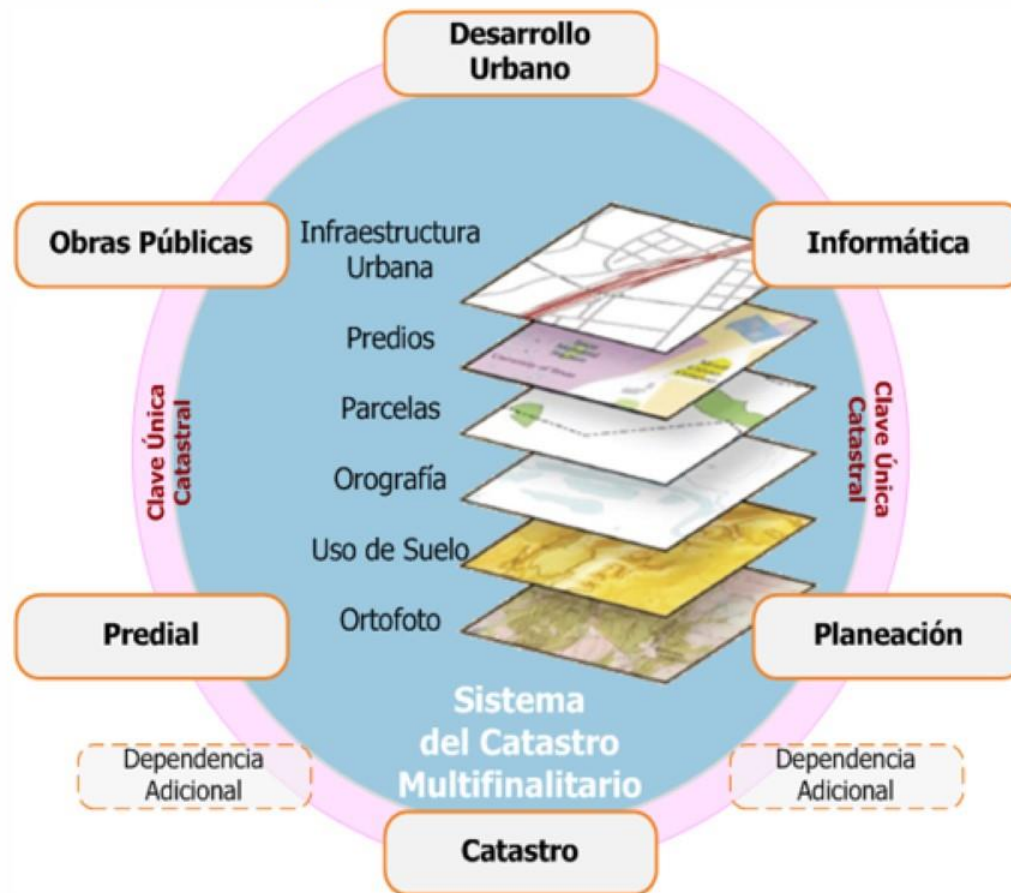 Desarrollo
Urbano
Obras Públicas
Informática
Infraestructura
Urbana
Predios
Parcelas
Orografía
Uso de Suelo
Ortofoto
Clave Única
Catastral
Clave Única
Catastral
Predial
Planeación
Sistema
del Catastro
Multifinalitario
Dependencia
Adicional
Dependencia
Adicional
Catastro